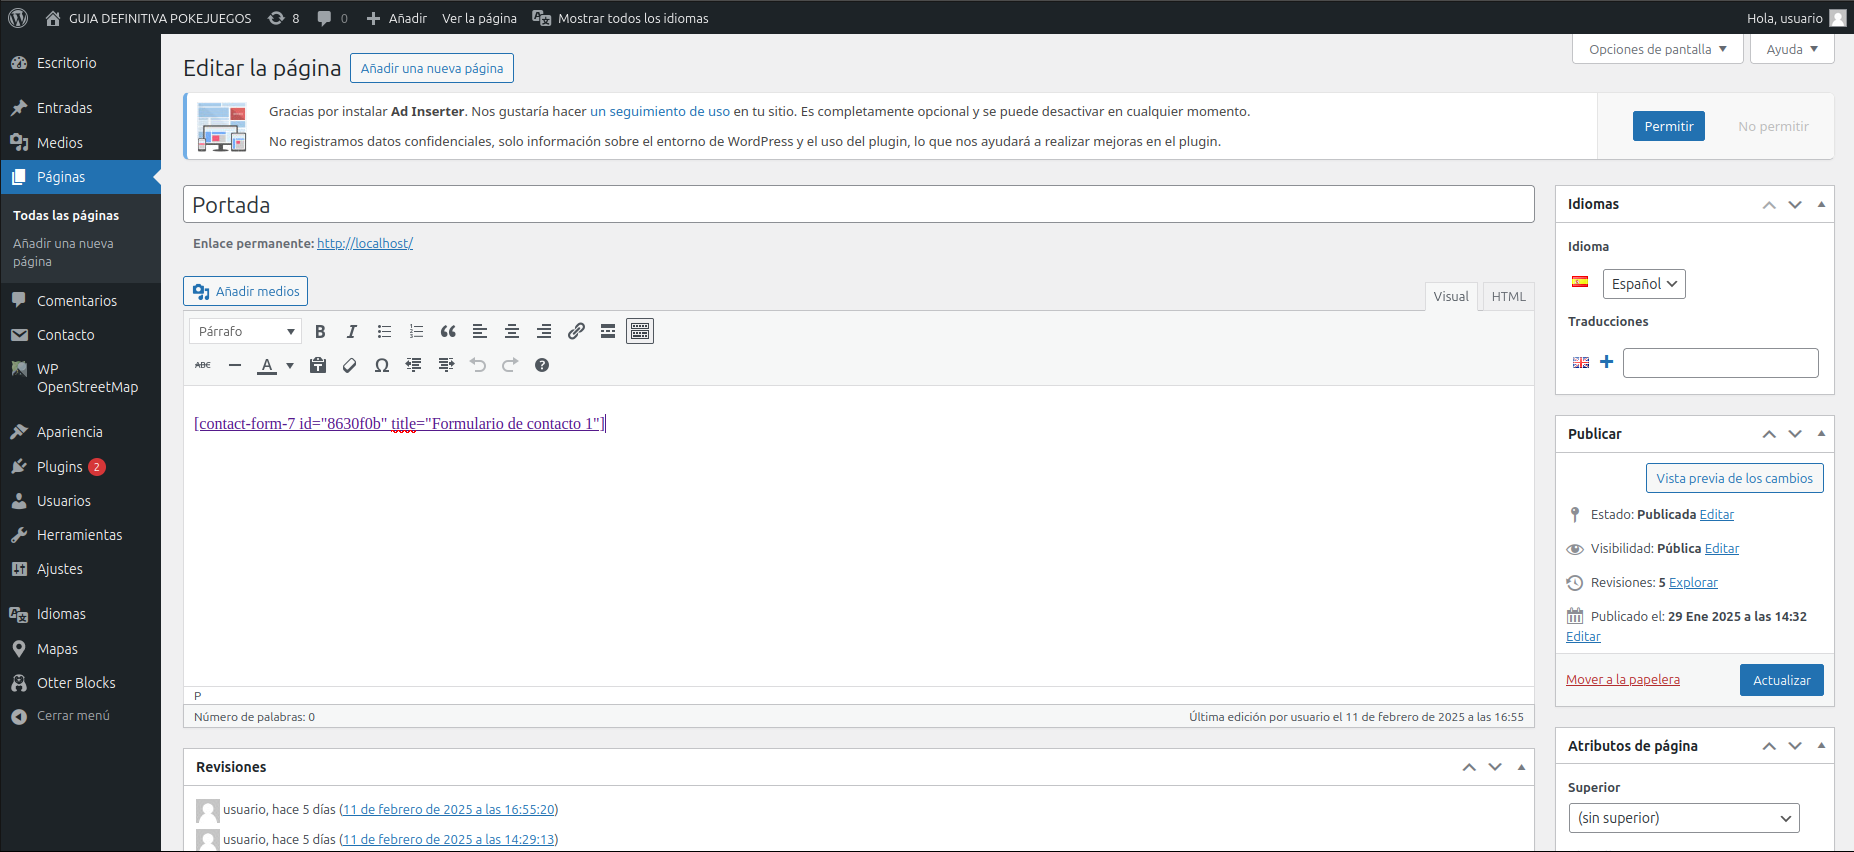 GUIA DEFINITIVA POKEJUEGOS 8 0 Añadir Ver la página Mostrar todos los idiomas Hola, usuario
Escritorio
Entradas
Medios
Páginas
Todas las páginas
Añadir una nueva
página
Comentarios
Contacto
WP
OpenStreetMap
Apariencia
Plugins 2
Usuarios
Herramientas
Ajustes
Idiomas
Mapas
Otter Blocks
Cerrar menú
Opciones de pantalla Ayuda
Editar la página Añadir una nueva página
Gracias por instalar Ad Inserter. Nos gustaría hacer un seguimiento de uso en tu sitio. Es completamente opcional y se puede desactivar en cualquier momento.
No registramos datos confidenciales, solo información sobre el entorno de WordPress y el uso del plugin, lo que nos ayudará a realizar mejoras en el plugin.
Permitir No permitir
Portada
Enlace permanente: http://localhost/
Añadir medios
Visual HTML
Párrafo B I
ABC A Ω
[contact-form-7 id="8630f0b" title="Formulario de contacto 1"]
P
Número de palabras: 0 Última edición por usuario el 11 de febrero de 2025 a las 16:55
Revisiones
usuario, hace 5 días (11 de febrero de 2025 a las 16:55:20)
usuario, hace 5 días (11 de febrero de 2025 a las 14:29:13)
Idiomas
Idioma
Español
Traducciones
Publicar
Vista previa de los cambios
Estado: Publicada Editar
Visibilidad: Pública Editar
Revisiones: 5 Explorar
Publicado el: 29 Ene 2025 a las 14:32
Editar
Mover a la papelera Actualizar
Atributos de página
Superior
(sin superior)